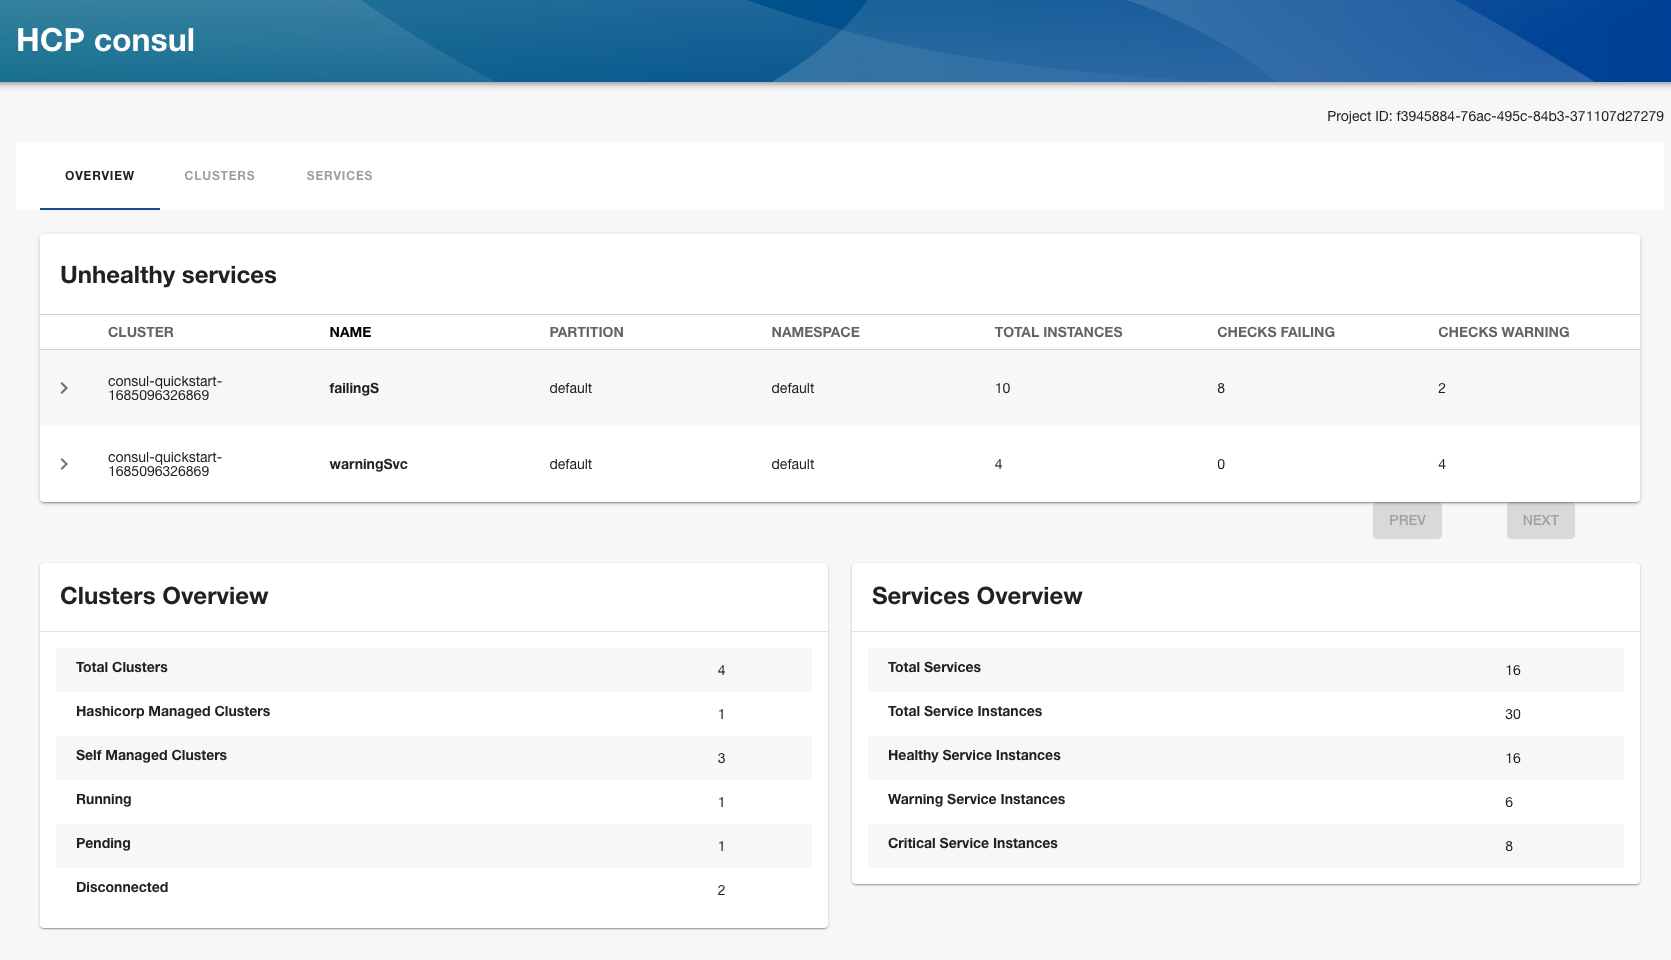 HCP consul
Project ID: f3945884-76ac-495c-84b3-371107d27279
OVERVIEW CLUSTERS SERVICES
Unhealthy services
CLUSTER NAME PARTITION NAMESPACE TOTAL INSTANCES CHECKS FAILING CHECKS WARNING
consul-quickstart-
1685096326869 failingS default default 10 8 2
consul-quickstart-
1685096326869 warningSvc default default 4 0 4
PREV NEXT
Clusters Overview
Total Clusters 4
Hashicorp Managed Clusters 1
Self Managed Clusters 3
Running 1
Pending 1
Disconnected 2
Services Overview
Total Services 16
Total Service Instances 30
Healthy Service Instances 16
Warning Service Instances 6
Critical Service Instances 8